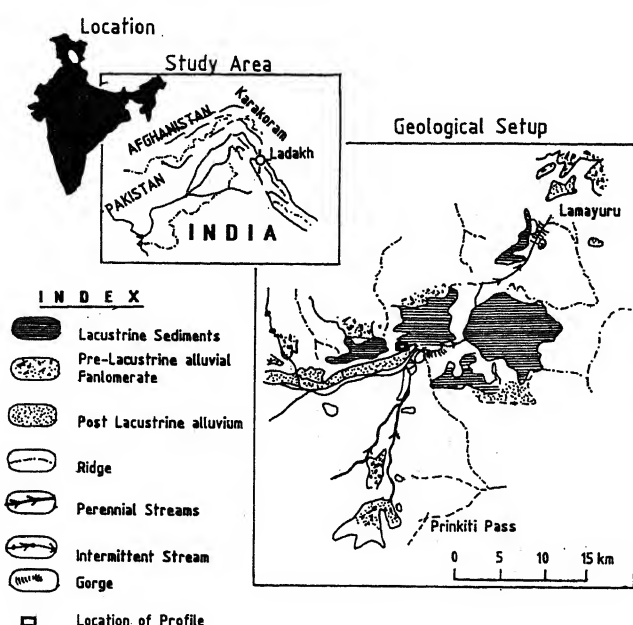 Location
Study Area
AFGHANISTAN
Karakoram
Ladakh
PAKISTAN
INDIA
Geological Setup
Lamayuru
Prinkiti Pass
0 5 10 15 km
INDEX
Lacustrine Sediments
Pre-Lacustrine alluvial
Fanlomerate
Post Lacustrine alluvium
Ridge
Perennial Streams
Intermittent Stream
Gorge
Location of Profile